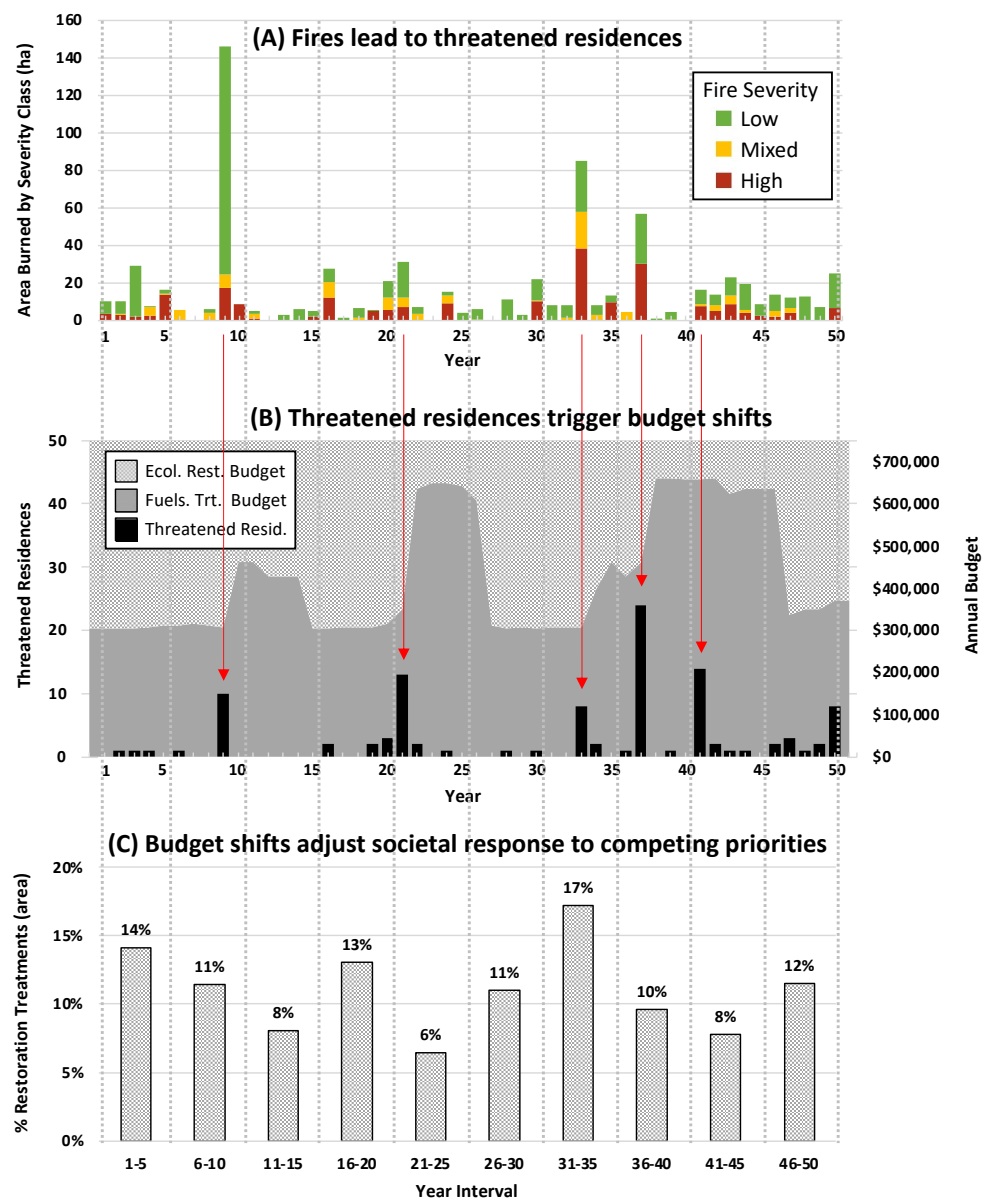 (A) Fires lead to threatened residences
Area Burned by Severity Class (ha)
160
140
120
100
80
60
40
20
0
Fire Severity
Low
Mixed
High
1 5 10 15 20 25 30 35 40 45 50
Year
(B) Threatened residences trigger budget shifts
Threatened Residences
50
40
30
20
10
0
Ecol. Rest. Budget
Fuels. Trt. Budget
Threatened Resid.
$700,000
$600,000
$500,000
$400,000
$300,000
$200,000
$100,000
$0
Annual Budget
1 5 10 15 20 25 30 35 40 45 50
Year
(C) Budget shifts adjust societal response to competing priorities
% Restoration Treatments (area)
20%
15%
10%
5%
0%
14%
11%
8%
13%
6%
11%
17%
10%
8%
12%
1-5 6-10 11-15 16-20 21-25 26-30 31-35 36-40 41-45 46-50
Year Interval